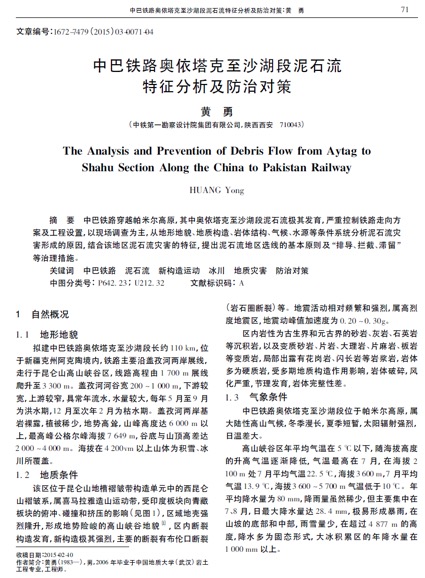 中巴铁路奥依塔克至沙湖段泥石流特征分析及防治对策:黄 勇
71
文章编号:1672-7479(2015)03-0071-04
中巴铁路奥依塔克至沙湖段泥石流
特征分析及防治对策
黄 勇
(中铁第一勘察设计院集团有限公司,陕西西安 710043)
The Analysis and Prevention of Debris Flow from Aytag to
Shahu Section Along the China to Pakistan Railway
HUANG Yong
摘 要 中巴铁路穿越帕米尔高原,其中奥依塔克至沙湖段泥石流极其发育,严重控制铁路走向方
案及工程设置,以现场调查为主,从地形地貌、地质构造、岩体结构、气候、水源等条件系统分析泥石流灾
害形成的原因,结合该地区泥石流灾害的特征,提出泥石流地区选线的基本原则及“排导、拦截、滞留”
等治理措施。
关键词 中巴铁路 泥石流 新构造运动 冰川 地质灾害 防治对策
中图分类号:P642.23; U212.32 文献标识码:A
1 自然概况
1.1 地形地貌
拟建中巴铁路奥依塔克至沙湖段长约110 km,位
于新疆克州阿克陶境内,铁路主要沿盖孜河两岸展线,
走行于昆仑山高山峡谷区,线路高程由1 700 m展线
爬升至3 300 m。盖孜河河谷宽200~1 000 m,下游较
宽,上游较窄,具常年流水,水量较大,每年5月至9月
为洪水期,12月至次年2月为枯水期。盖孜河两岸基
岩裸露,植被稀少,地势高耸,山峰高度达6 000 m以
上,最高峰公格尔峰海拔7 649 m,谷底与山顶高差达
2 000~4 000 m。海拔在4 200vm以上山体为积雪、冰
川所覆盖。
1.2 地质条件
该区位于昆仑山地槽褶皱带构造单元中的西昆仑
山褶皱系,属喜马拉雅造山运动带,受印度板块向青藏
板块的俯冲、碰撞和挤压的影响(见图1),区域地壳强
烈隆升,形成地势险峻的高山峡谷地貌,区内断裂
构造发育,新构造极其强烈,主要的断裂有布伦口断裂
收稿日期:2015-02-10
作者简介:黄勇(1983—),男,2006年毕业于中国地质大学(武汉)岩土
工程专业,工程师。
(岩石圈断裂)等。地震活动相对频繁和强烈,属高烈
度地震区,地震动峰值加速度为0.20~0.30g。
区内岩性为古生界和元古界的砂岩、灰岩、石英岩
等沉积岩,以及变质砂岩、片岩、大理岩、片麻岩、板岩
等变质岩,局部出露有花岗岩、闪长岩等岩浆岩,岩体
多为硬质岩,受多期地质构造作用影响,岩体破碎,风
化严重,节理发育,岩体完整性差。
1.3 气象条件
中巴铁路奥依塔克至沙湖段位于帕米尔高原,属
大陆性高山气候,冬季漫长,夏季短暂,太阳辐射强烈,
日温差大。
高山峡谷区年平均气温在5 ℃以下,随海拔高度
的升高气温逐渐降低,气温最高在7月,在海拔2
100 m处7月平均气温22.5 ℃,海拔3 600 m,7月平均
气温13.9 ℃,海拔3 600~5 700 m气温低于10 ℃。年
平均降水量为80 mm,降雨量虽然稀少,但主要集中在
7、8月,日最大降水量达28.4 mm,极易形成暴雨,在
山坡的底部和中部,雨雪量少,在超过4 877 m的高
度,降水多为固态形式,大冰积累区的年降水量在
1 000 mm以上。